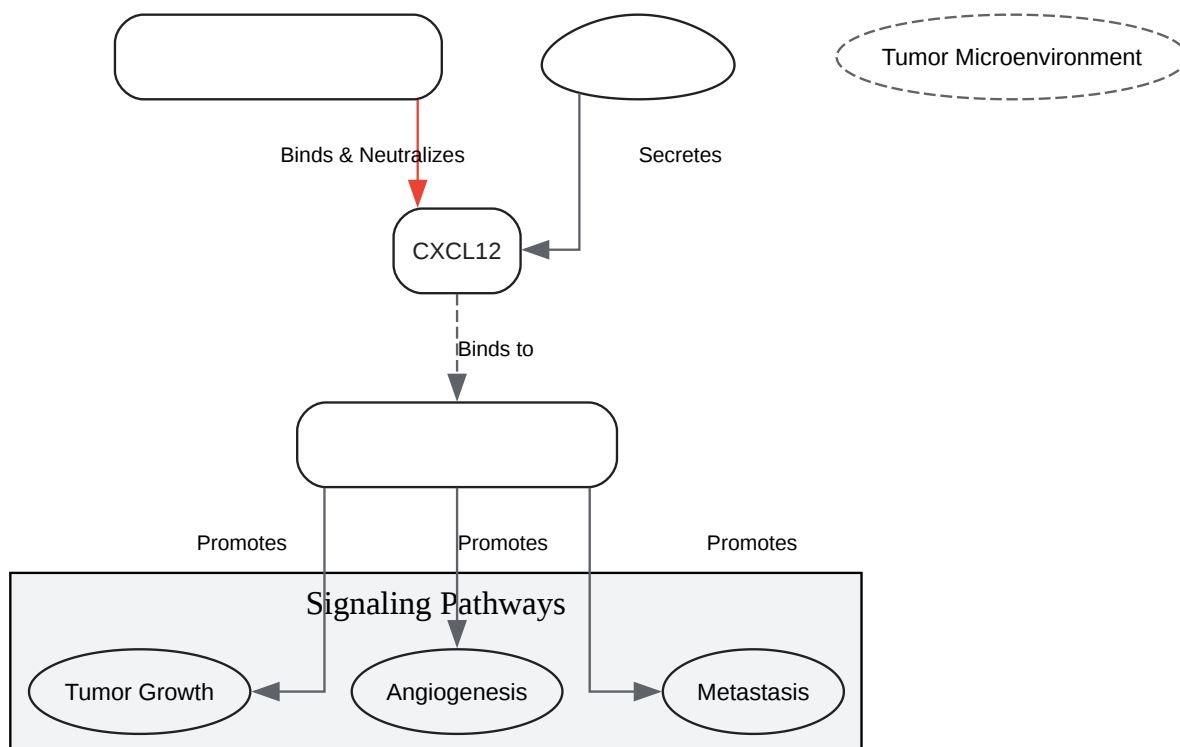 Tumor Microenvironment
Binds & Neutralizes
Secretes
CXCL12
Binds to
Promotes
Promotes
Promotes
Signaling Pathways
Tumor Growth
Angiogenesis
Metastasis